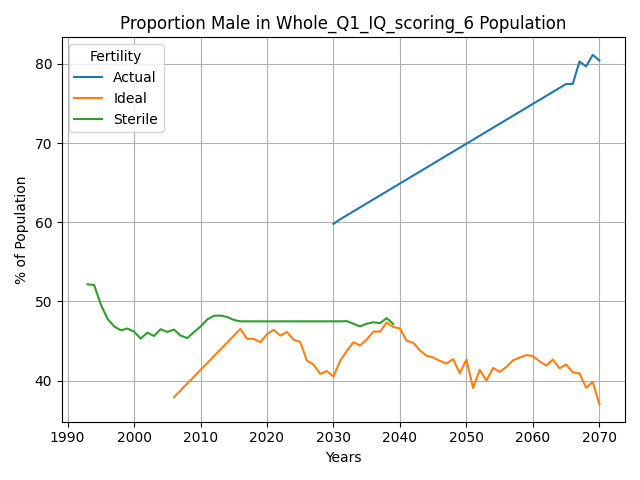 Proportion Male in Whole_Q1_IQ_scoring_6 Population
% of Population
80
70
60
50
40
Fertility
Actual
Ideal
Sterile
1990 2000 2010 2020 2030 2040 2050 2060 2070
Years